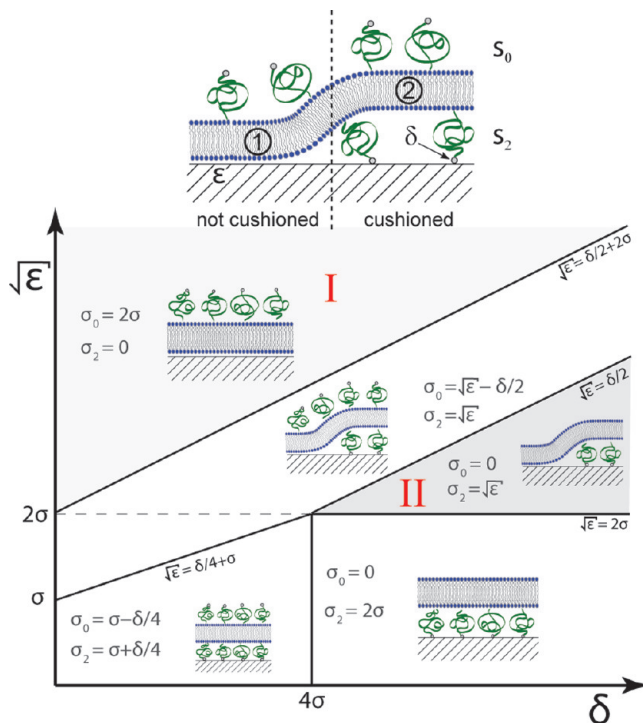 S₀
②
①
δ
S₂
ε
not cushioned
cushioned
√ε
I
√ε = δ/2+2σ
σ₀ = 2σ
σ₂ = 0
σ₀=√ε − δ/2
σ₂=√ε
√ε = δ/2
σ₀ = 0
σ₂ = √ε
II
2σ
√ε = 2σ
√ε = δ/4+σ
σ
σ₀ = 0
σ₂ = 2σ
σ₀ = σ−δ/4
σ₂ = σ+δ/4
4σ
δ